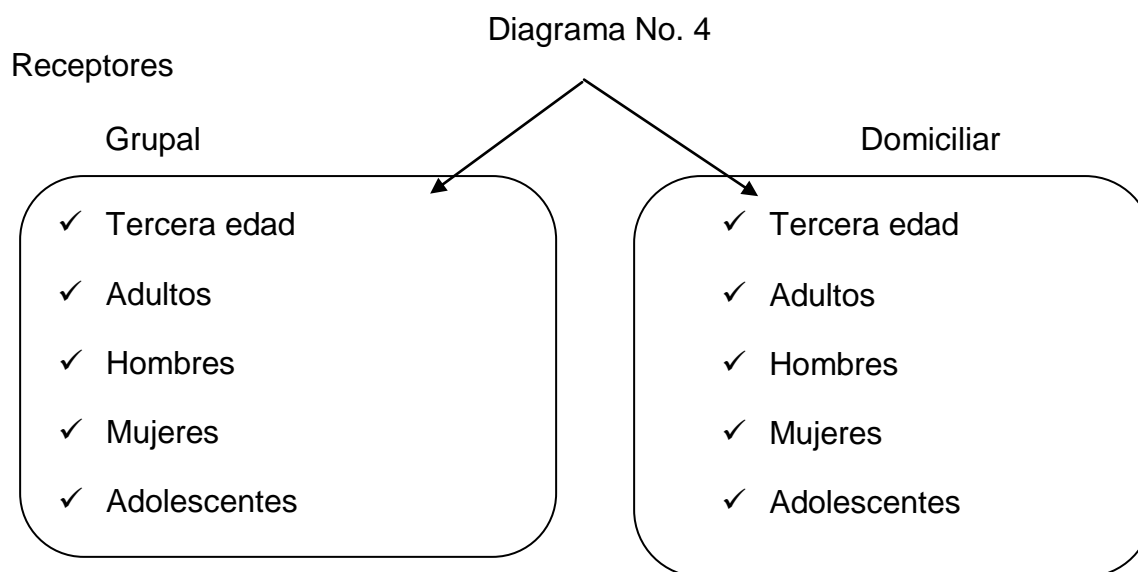 Diagrama No. 4
Receptores
Grupal
✓ Tercera edad
✓ Adultos
✓ Hombres
✓ Mujeres
✓ Adolescentes
Domiciliar
✓ Tercera edad
✓ Adultos
✓ Hombres
✓ Mujeres
✓ Adolescentes